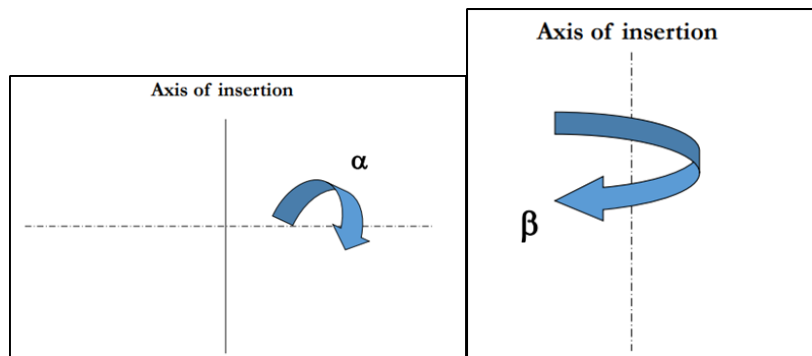 Axis of insertion
α
Axis of insertion
β